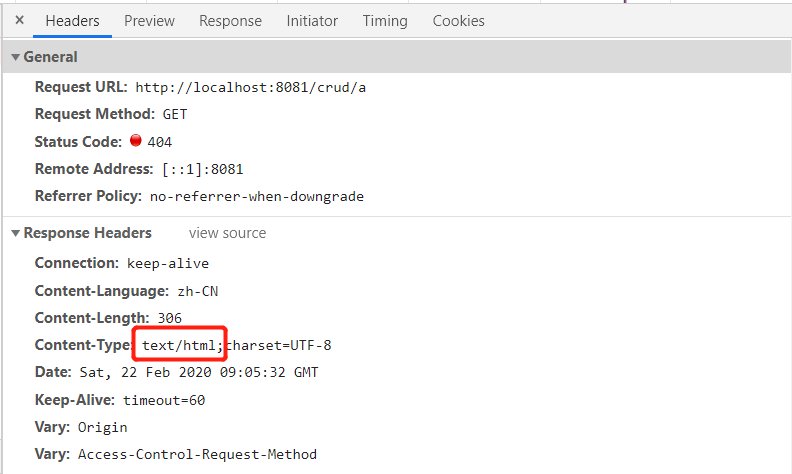 × Headers Preview Response Initiator Timing Cookies
▼ General
Request URL: http://localhost:8081/crud/a
Request Method: GET
Status Code: 404
Remote Address: [::1]:8081
Referrer Policy: no-referrer-when-downgrade
▼ Response Headers view source
Connection: keep-alive
Content-Language: zh-CN
Content-Length: 306
Content-Type: text/html;charset=UTF-8
Date: Sat, 22 Feb 2020 09:05:32 GMT
Keep-Alive: timeout=60
Vary: Origin
Vary: Access-Control-Request-Method